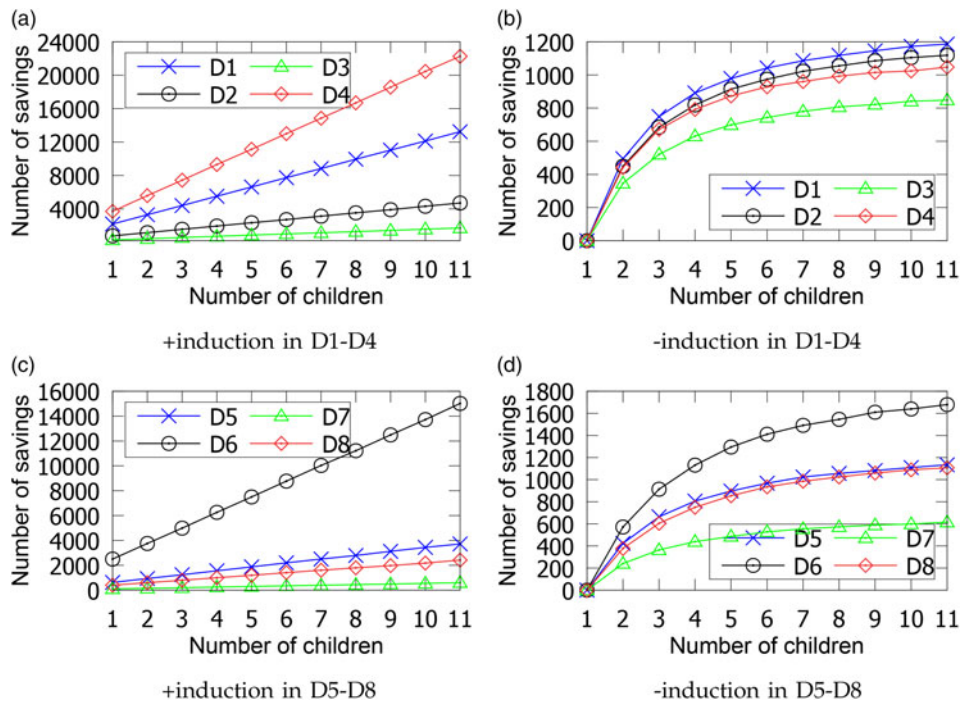 (a)
Number of savings
24000
20000
16000
12000
8000
4000
D1
D3
D2
D4
1 2 3 4 5 6 7 8 9 10 11
Number of children
+induction in D1-D4
(b)
Number of savings
1200
1000
800
600
400
200
0
D1
D3
D2
D4
1 2 3 4 5 6 7 8 9 10 11
Number of children
-induction in D1-D4
(c)
Number of savings
16000
14000
12000
10000
8000
6000
4000
2000
0
D5
D7
D6
D8
1 2 3 4 5 6 7 8 9 10 11
Number of children
+induction in D5-D8
(d)
Number of savings
1800
1600
1400
1200
1000
800
600
400
200
0
D5
D7
D6
D8
1 2 3 4 5 6 7 8 9 10 11
Number of children
-induction in D5-D8